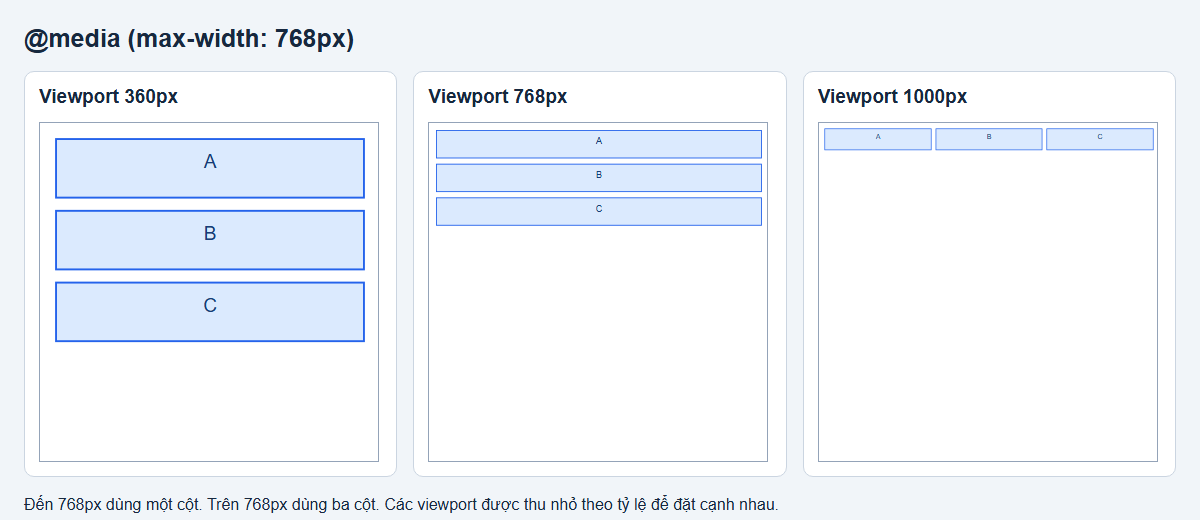 @media (max-width: 768px)
Viewport 360px
A
B
C
Viewport 768px
A
B
C
Viewport 1000px
A
B
C
Đến 768px dùng một cột. Trên 768px dùng ba cột. Các viewport được thu nhỏ theo tỷ lệ để đặt cạnh nhau.